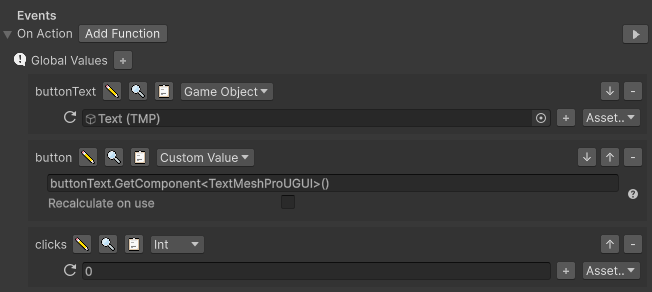 Events
On Action Add Function
Global Values +
buttonText Game Object -
Text (TMP) + Asset..
button Custom Value -
buttonText.GetComponent<TextMeshProUGUI>()
Recalculate on use ?
clicks Int -
0 + Asset..